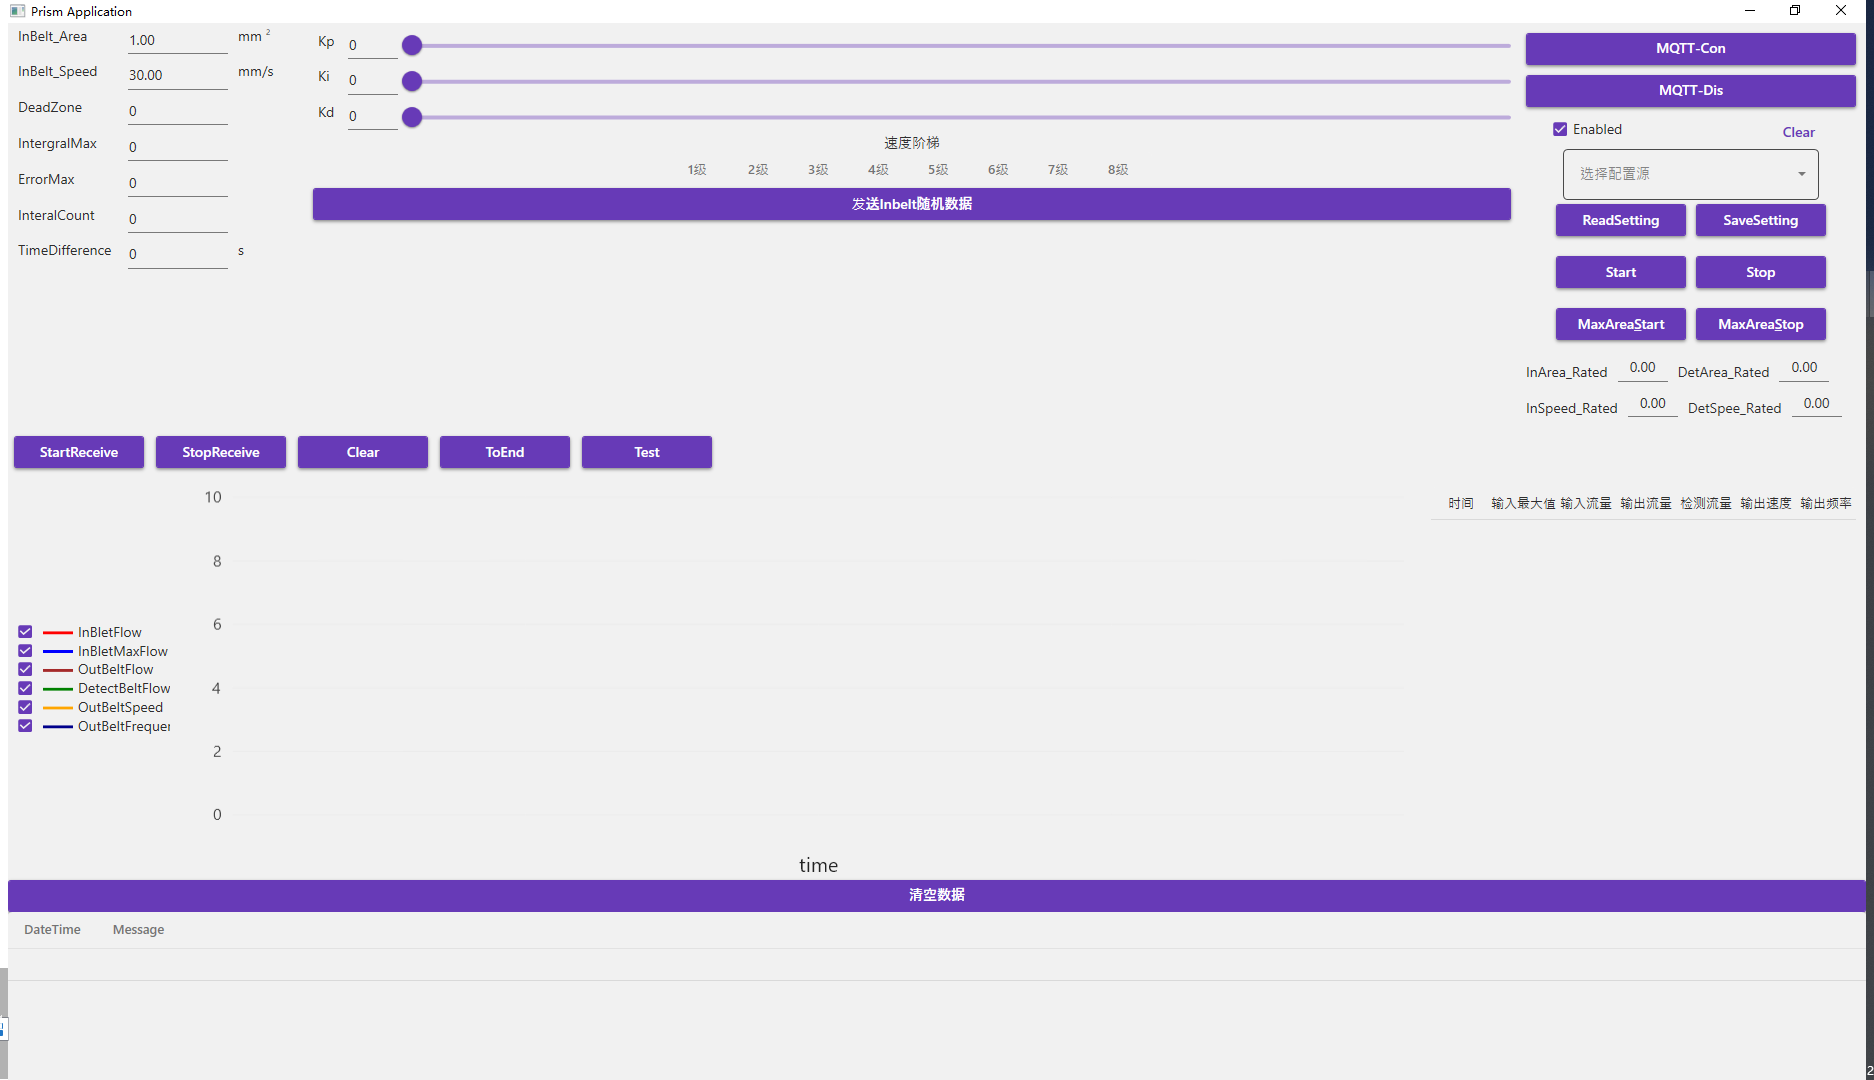 Prism Application
InBelt_Area 1.00 mm 2
InBelt_Speed 30.00 mm/s
DeadZone 0
IntergralMax 0
ErrorMax 0
InteralCount 0
TimeDifference 0 s
Kp 0
Ki 0
Kd 0
速度阶梯
1级 2级 3级 4级 5级 6级 7级 8级
发送Inbelt随机数据
MQTT-Con
MQTT-Dis
Enabled Clear
选择配置源
ReadSetting SaveSetting
Start Stop
MaxAreaStart MaxAreaStop
InArea_Rated 0.00 DetArea_Rated 0.00
InSpeed_Rated 0.00 DetSpee_Rated 0.00
StartReceive StopReceive Clear ToEnd Test
InBletFlow
InBletMaxFlow
OutBeltFlow
DetectBeltFlow
OutBeltSpeed
OutBeltFrequer
10
8
6
4
2
0
time
时间 输入最大值 输入流量 输出流量 检测流量 输出速度 输出频率
清空数据
DateTime Message